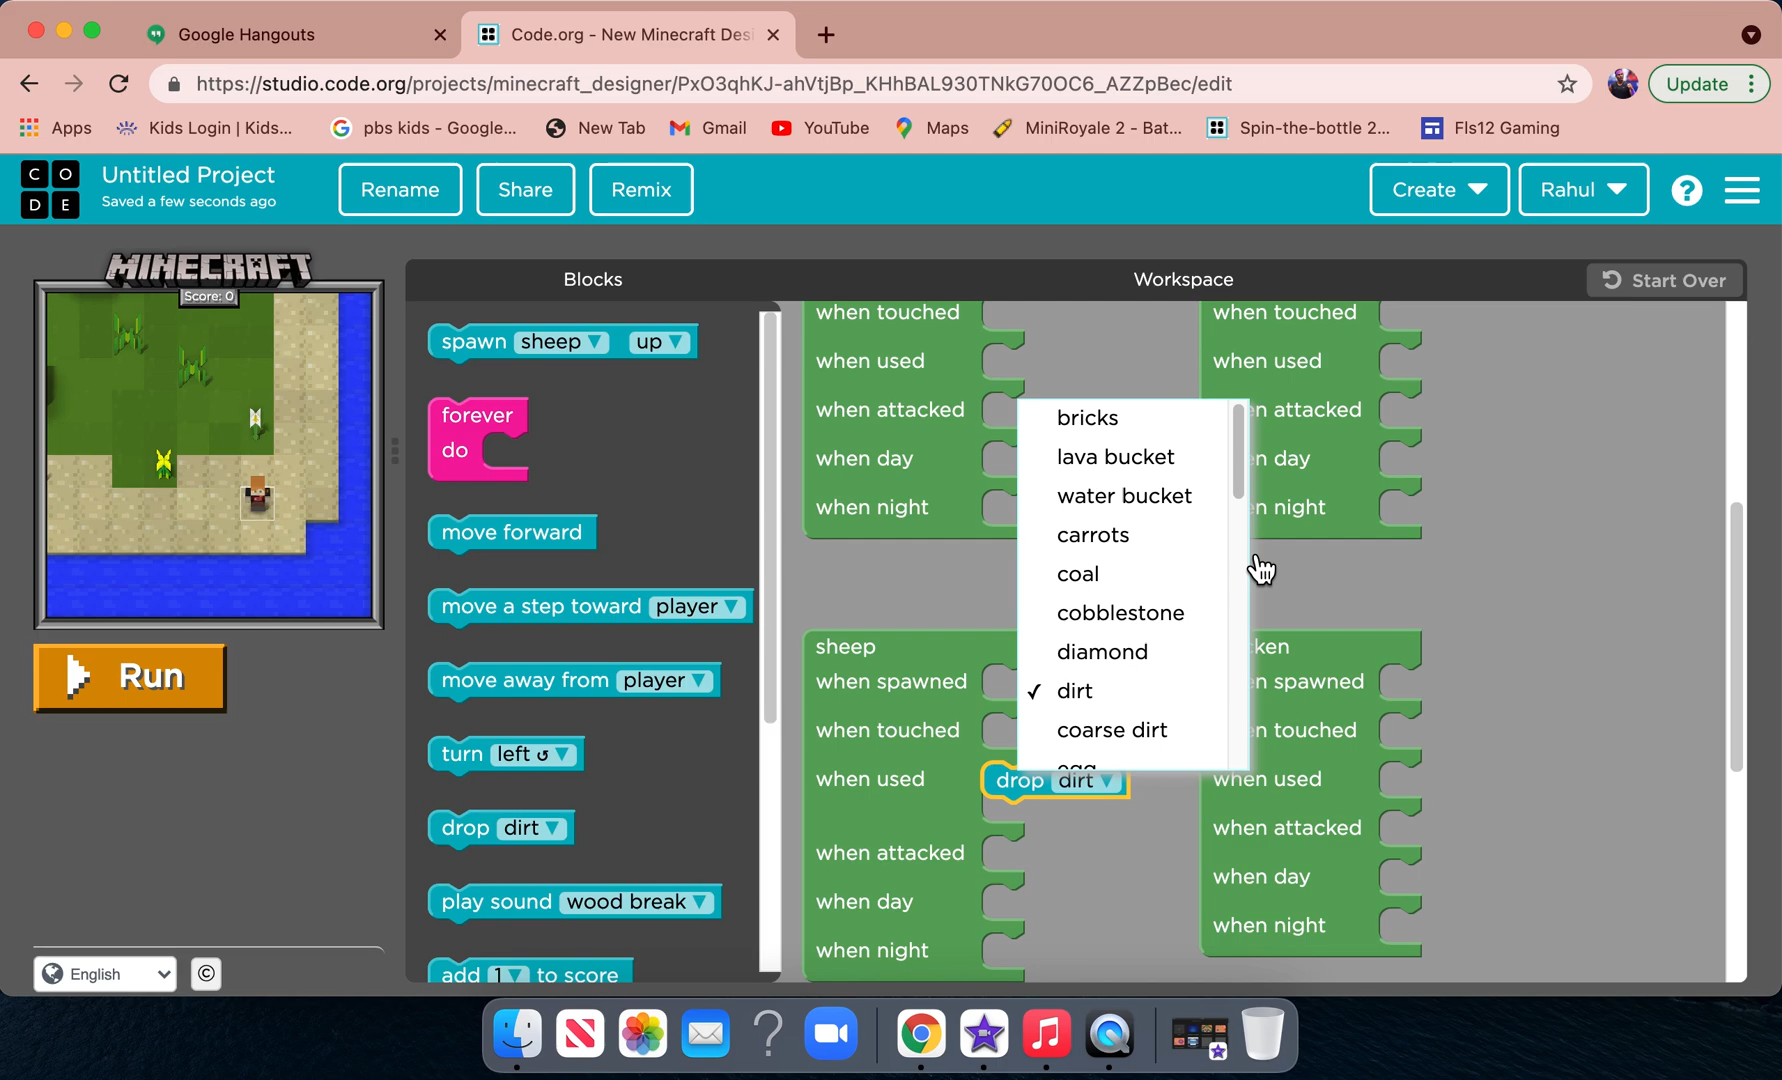 Google Hangouts
Code.org - New Minecraft Desi
https://studio.code.org/projects/minecraft_designer/PxO3qhKJ-ahVtjBp_KHhBAL930TNkG70OC6_AZZpBec/edit
Update
Apps
Kids Login | Kids...
pbs kids - Google...
New Tab
Gmail
YouTube
Maps
MiniRoyale 2 - Bat...
Spin-the-bottle 2...
Fls12 Gaming
C O
D E
Untitled Project
Saved a few seconds ago
Rename
Share
Remix
Create
Rahul
?
MINECRAFT
Score: 0
Run
English
©
Blocks
Workspace
Start Over
spawn sheep up
forever
do
move forward
move a step toward player
move away from player
turn left
drop dirt
play sound wood break
add 1 to score
when touched
when used
when attacked
when day
when night
when touched
when used
en attacked
en day
en night
bricks
lava bucket
water bucket
carrots
coal
cobblestone
diamond
✓ dirt
coarse dirt
egg
sheep
when spawned
when touched
when used
drop dirt
when attacked
when day
when night
ken
en spawned
en touched
when used
when attacked
when day
when night